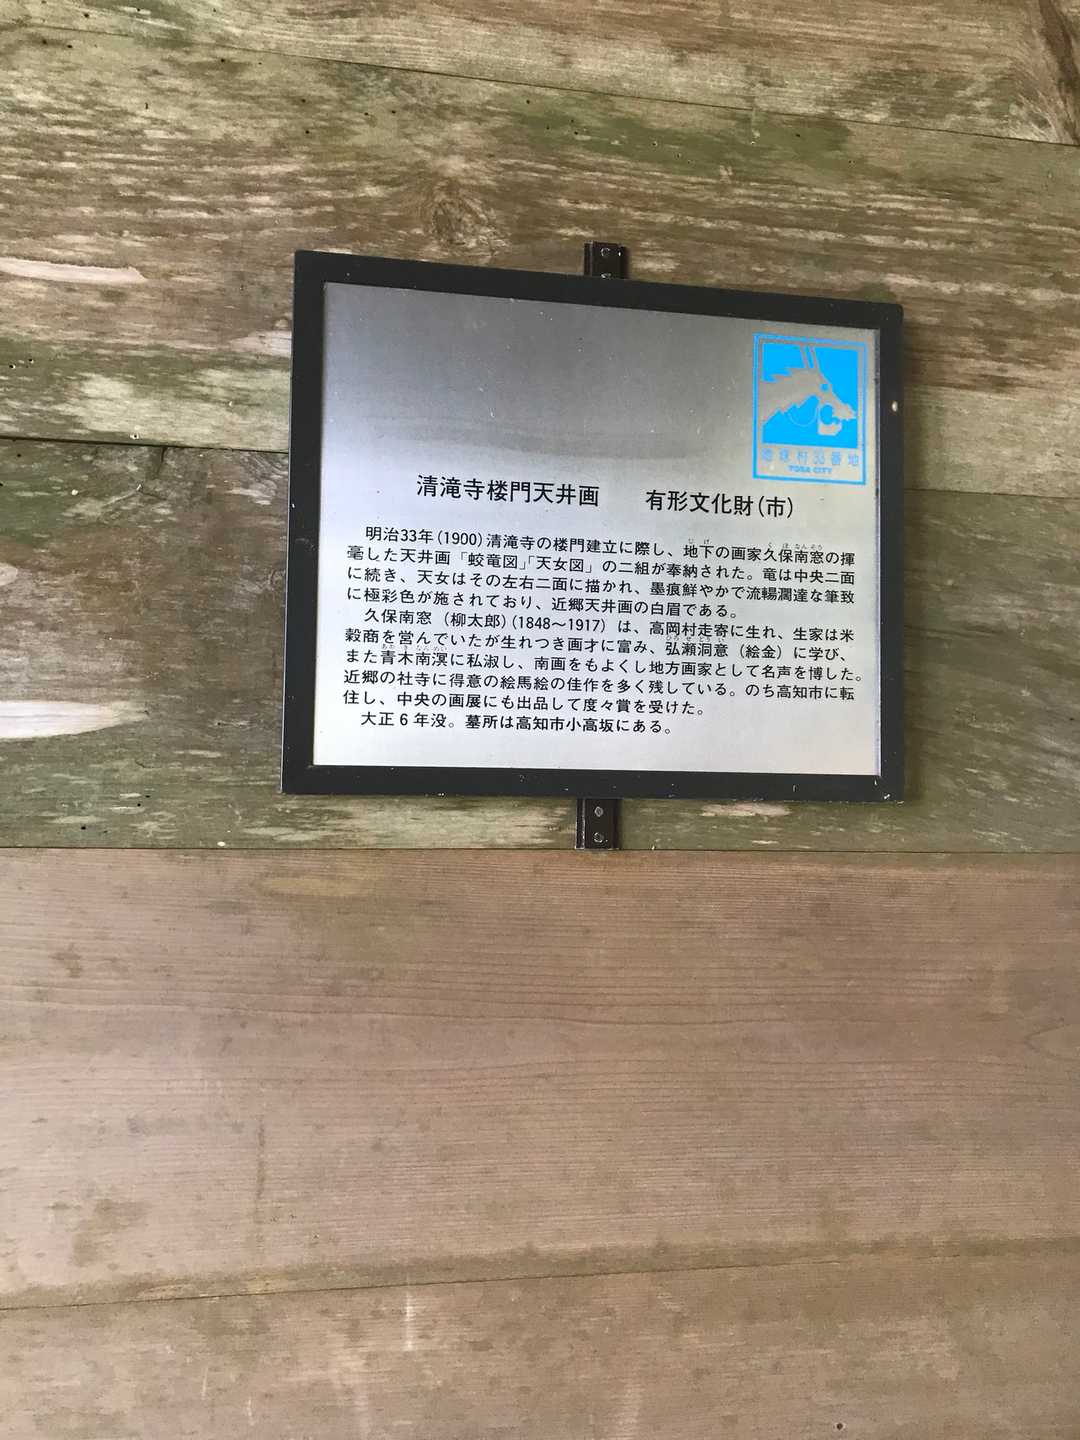 地球村33番地
TOSA CITY
清滝寺楼門天井画　有形文化財(市)
明治33年(1900)清滝寺の楼門建立に際し、地下の画家久保南窓の揮
毫した天井画「蛟竜図」「天女図」の二組が奉納された。竜は中央二面
に続き、天女はその左右二面に描かれ、墨痕鮮やかで流暢濶達な筆致
に極彩色が施されており、近郷天井画の白眉である。
久保南窓（柳太郎）(1848〜1917）は、高岡村走寄に生れ、生家は米
穀商を営んでいたが生れつき画才に富み、弘瀬洞意（絵金）に学び、
また青木南溟に私淑し、南画をもよくし地方画家として名声を博した。
近郷の社寺に得意の絵馬絵の佳作を多く残している。のち高知市に転
住し、中央の画展にも出品して度々賞を受けた。
大正６年没。墓所は高知市小高坂にある。